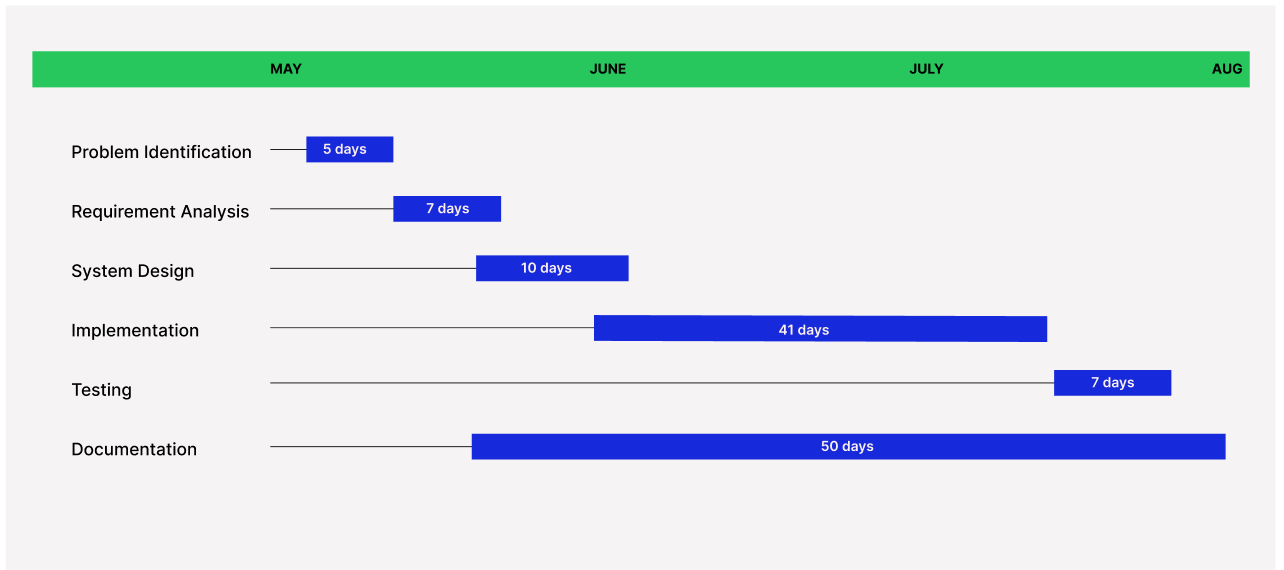 MAY JUNE JULY AUG
Problem Identification 5 days
Requirement Analysis 7 days
System Design 10 days
Implementation 41 days
Testing 7 days
Documentation 50 days